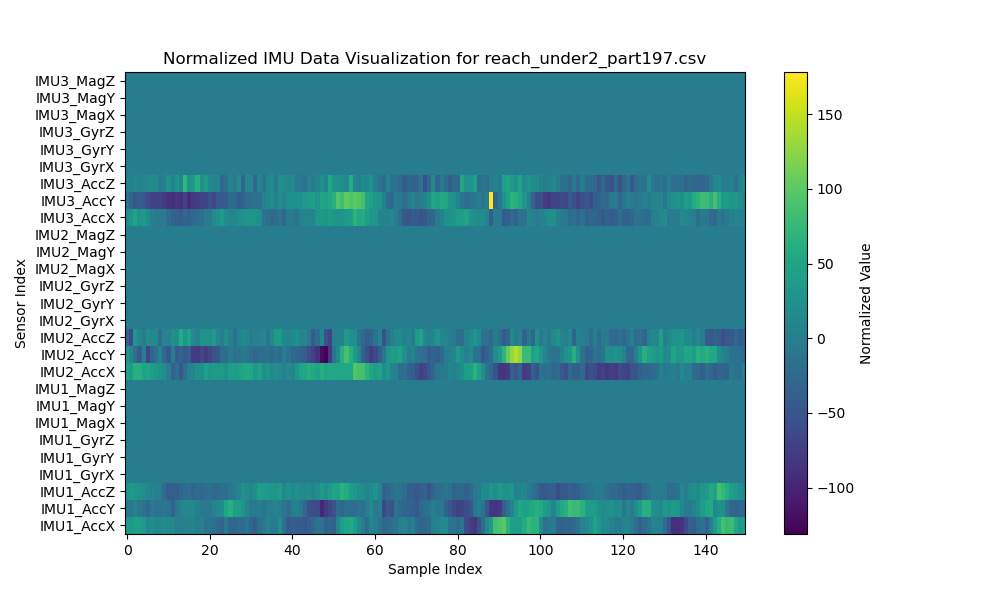 Normalized IMU Data Visualization for reach_under2_part197.csv
IMU3_MagZ
IMU3_MagY
IMU3_MagX
IMU3_GyrZ
IMU3_GyrY
IMU3_GyrX
IMU3_AccZ
IMU3_AccY
IMU3_AccX
IMU2_MagZ
IMU2_MagY
IMU2_MagX
IMU2_GyrZ
IMU2_GyrY
IMU2_GyrX
IMU2_AccZ
IMU2_AccY
IMU2_AccX
IMU1_MagZ
IMU1_MagY
IMU1_MagX
IMU1_GyrZ
IMU1_GyrY
IMU1_GyrX
IMU1_AccZ
IMU1_AccY
IMU1_AccX
Sensor Index
0 20 40 60 80 100 120 140
Sample Index
150
100
50
0
−50
−100
Normalized Value